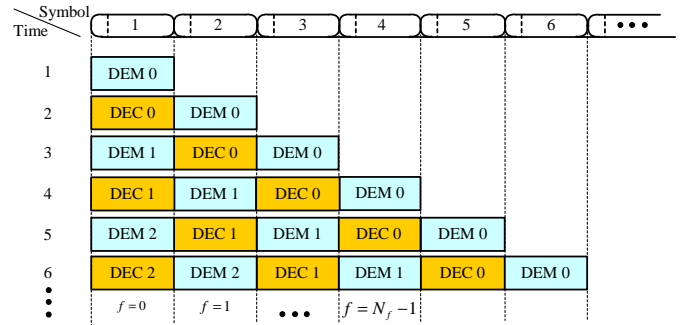 Symbol
Time
1 2 3 4 5 6 •••
1 DEM 0
2 DEC 0 DEM 0
3 DEM 1 DEC 0 DEM 0
4 DEC 1 DEM 1 DEC 0 DEM 0
5 DEM 2 DEC 1 DEM 1 DEC 0 DEM 0
6 DEC 2 DEM 2 DEC 1 DEM 1 DEC 0 DEM 0
f = 0 f = 1 ••• f = N_f − 1